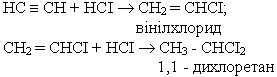 HC ≡ CH + HCl → CH₂ = CHCl;
вінілхлорид
CH₂ = CHCl + HCl → CH₃ - CHCl₂
1,1 - дихлоретан